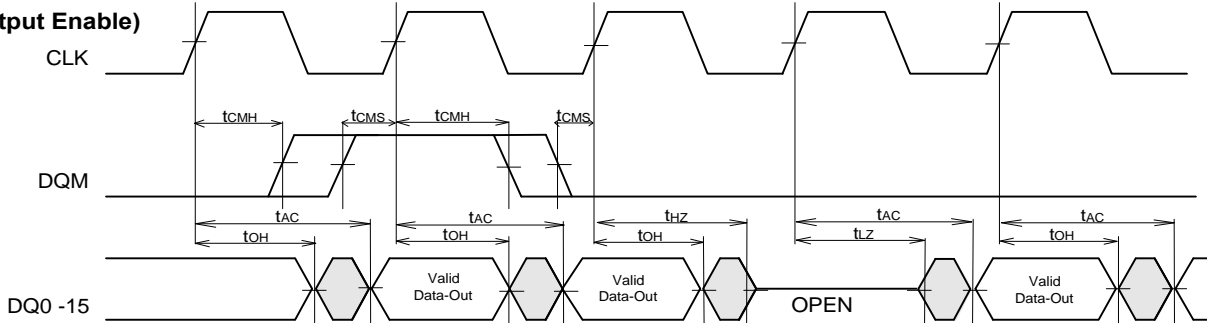 tput Enable)
CLK
tCMH tCMS tCMH tCMS
DQM
tAC tAC tHZ tAC tAC
tOH tOH tOH tLZ tOH
Valid Data-Out
Valid Data-Out
OPEN
Valid Data-Out
DQ0 -15